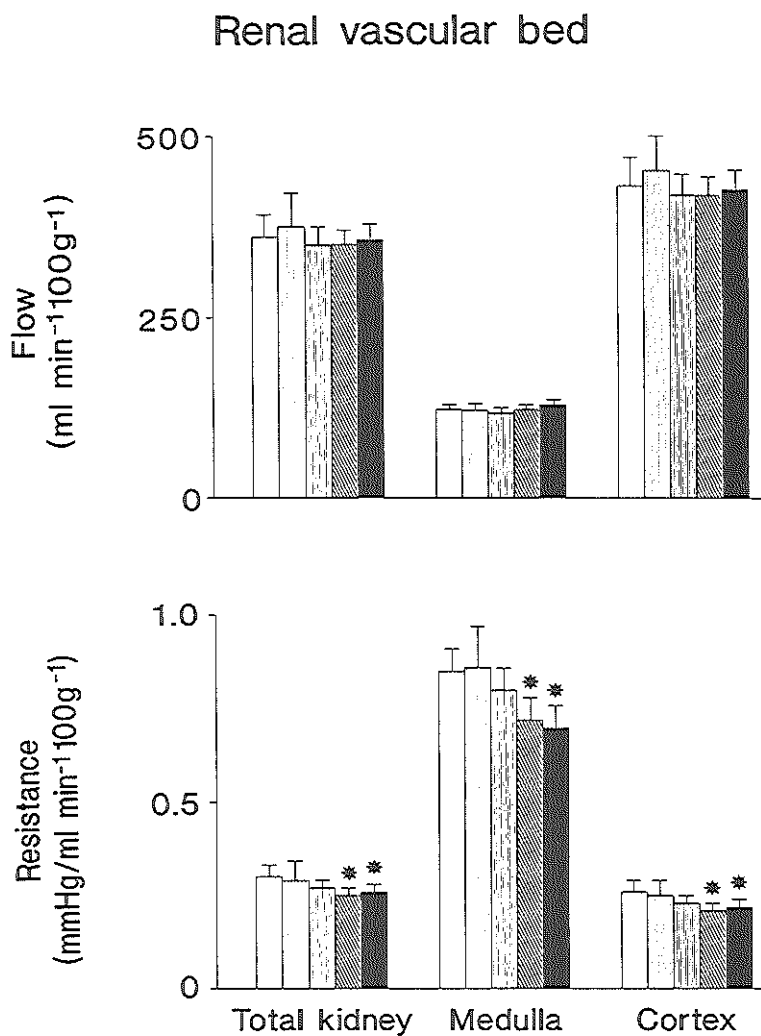 Renal vascular bed
500
250
0
Flow
(ml min⁻¹100g⁻¹)
1.0
0.5
0
Resistance
(mmHg/ml min⁻¹100g⁻¹)
* *
* *
* *
Total kidney Medulla Cortex